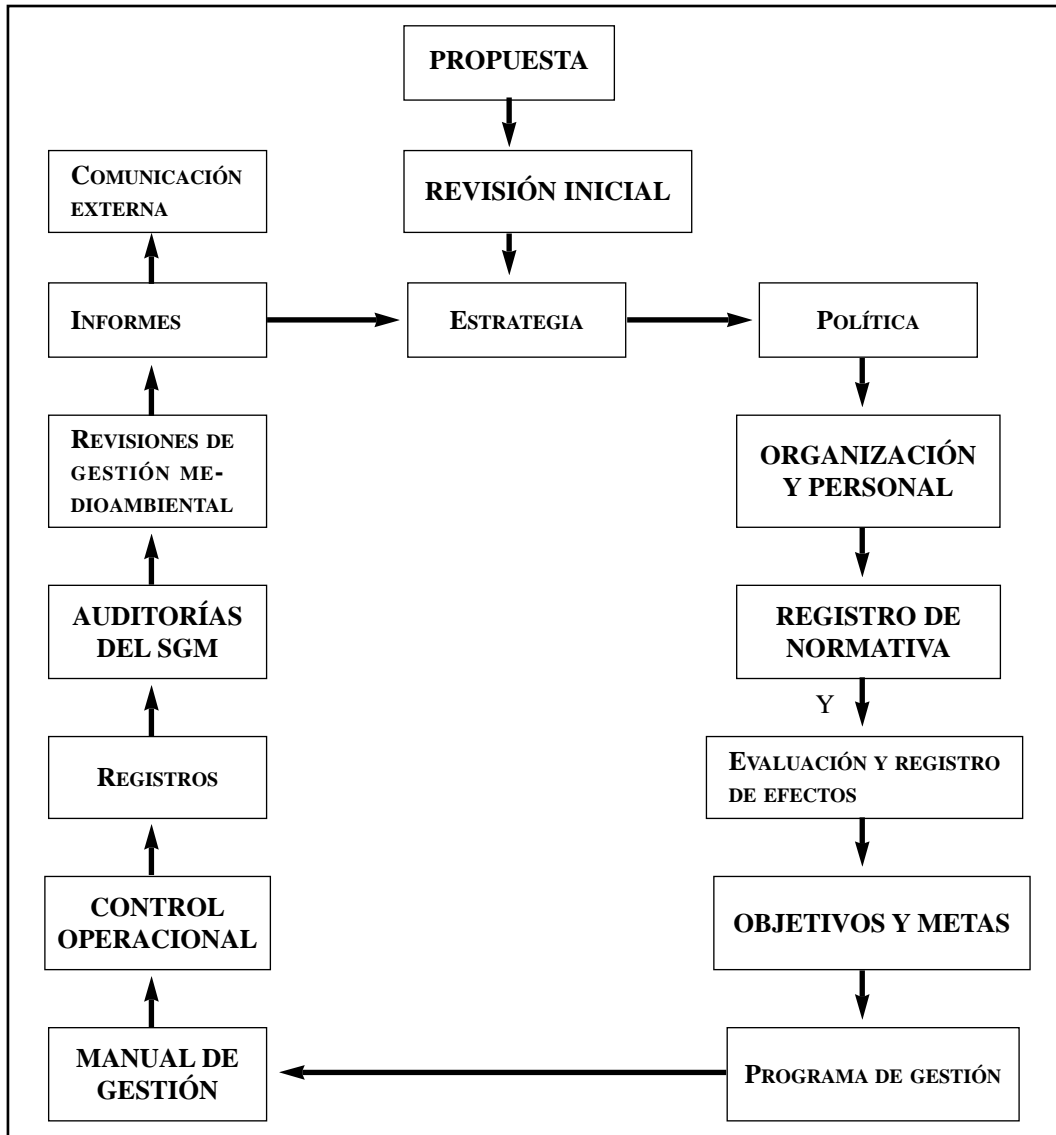 PROPUESTA
COMUNICACIÓN
EXTERNA
REVISIÓN INICIAL
INFORMES
ESTRATEGIA
POLÍTICA
REVISIONES DE
GESTIÓN ME-
DIOAMBIENTAL
ORGANIZACIÓN
Y PERSONAL
AUDITORÍAS
DEL SGM
REGISTRO DE
NORMATIVA
Y
REGISTROS
EVALUACIÓN Y REGISTRO
DE EFECTOS
CONTROL
OPERACIONAL
OBJETIVOS Y METAS
MANUAL DE
GESTIÓN
PROGRAMA DE GESTIÓN